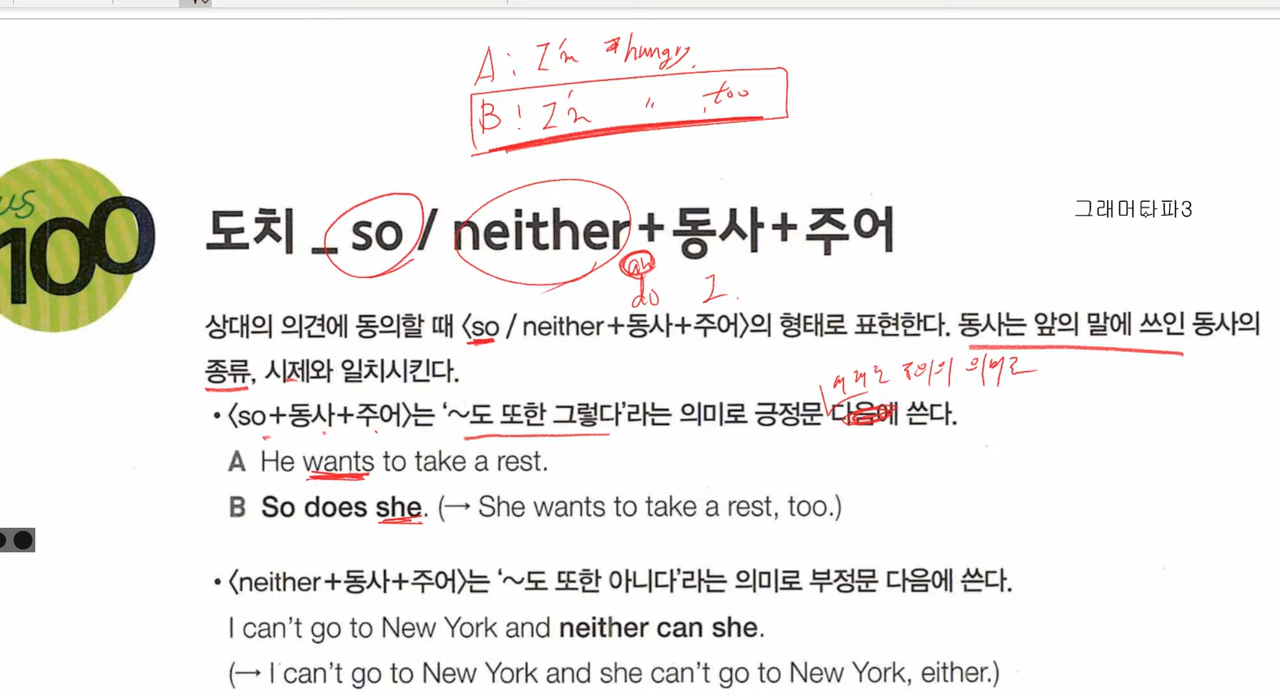 A: I'm hungry.
B: I'm 〃, too
us
100
도치 _ so / neither+동사+주어
그래머타파3
am
do I.
상대의 의견에 동의할 때 〈so / neither+동사+주어〉의 형태로 표현한다. 동사는 앞의 말에 쓰인 동사의
종류, 시제와 일치시킨다.
의미로
• 〈so+동사+주어〉는 '~도 또한 그렇다'라는 의미로 긍정문 다음에 쓴다.
A He wants to take a rest.
B So does she. (→ She wants to take a rest, too.)
• 〈neither+동사+주어〉는 '~도 또한 아니다'라는 의미로 부정문 다음에 쓴다.
I can't go to New York and neither can she.
(→ I can't go to New York and she can't go to New York, either.)